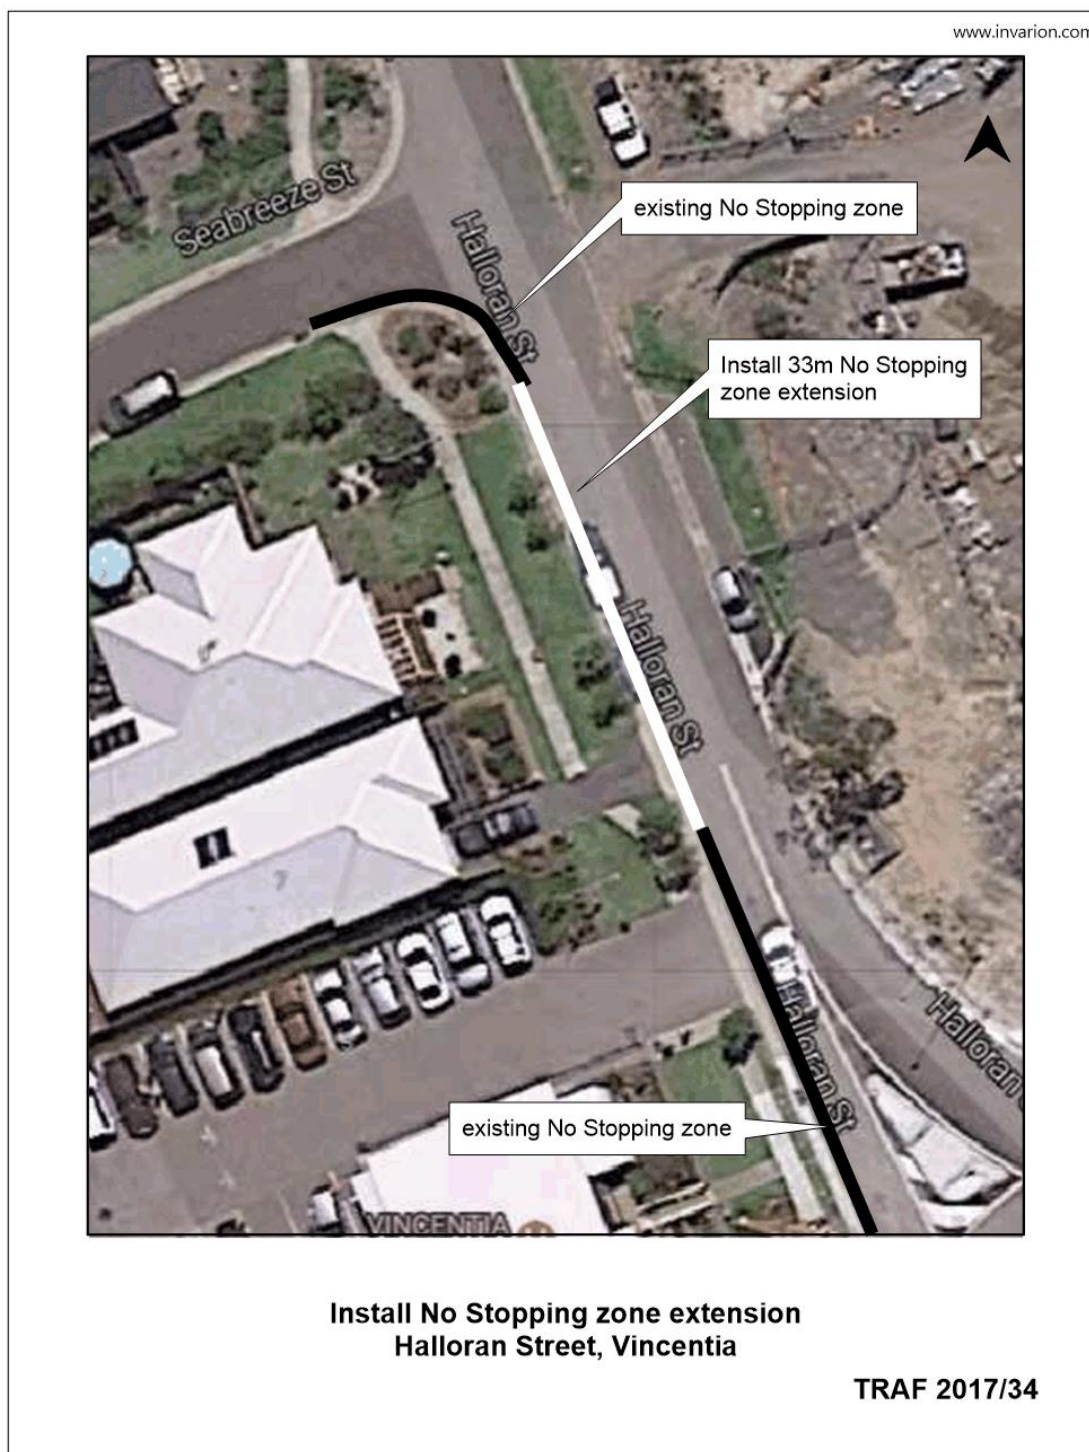 www.invarion.com
existing No Stopping zone
Seabreeze St
Halloran St
Install 33m No Stopping
zone extension
Halloran St
Halloran
Halloran St
existing No Stopping zone
VINCENTIA
Install No Stopping zone extension
Halloran Street, Vincentia
TRAF 2017/34